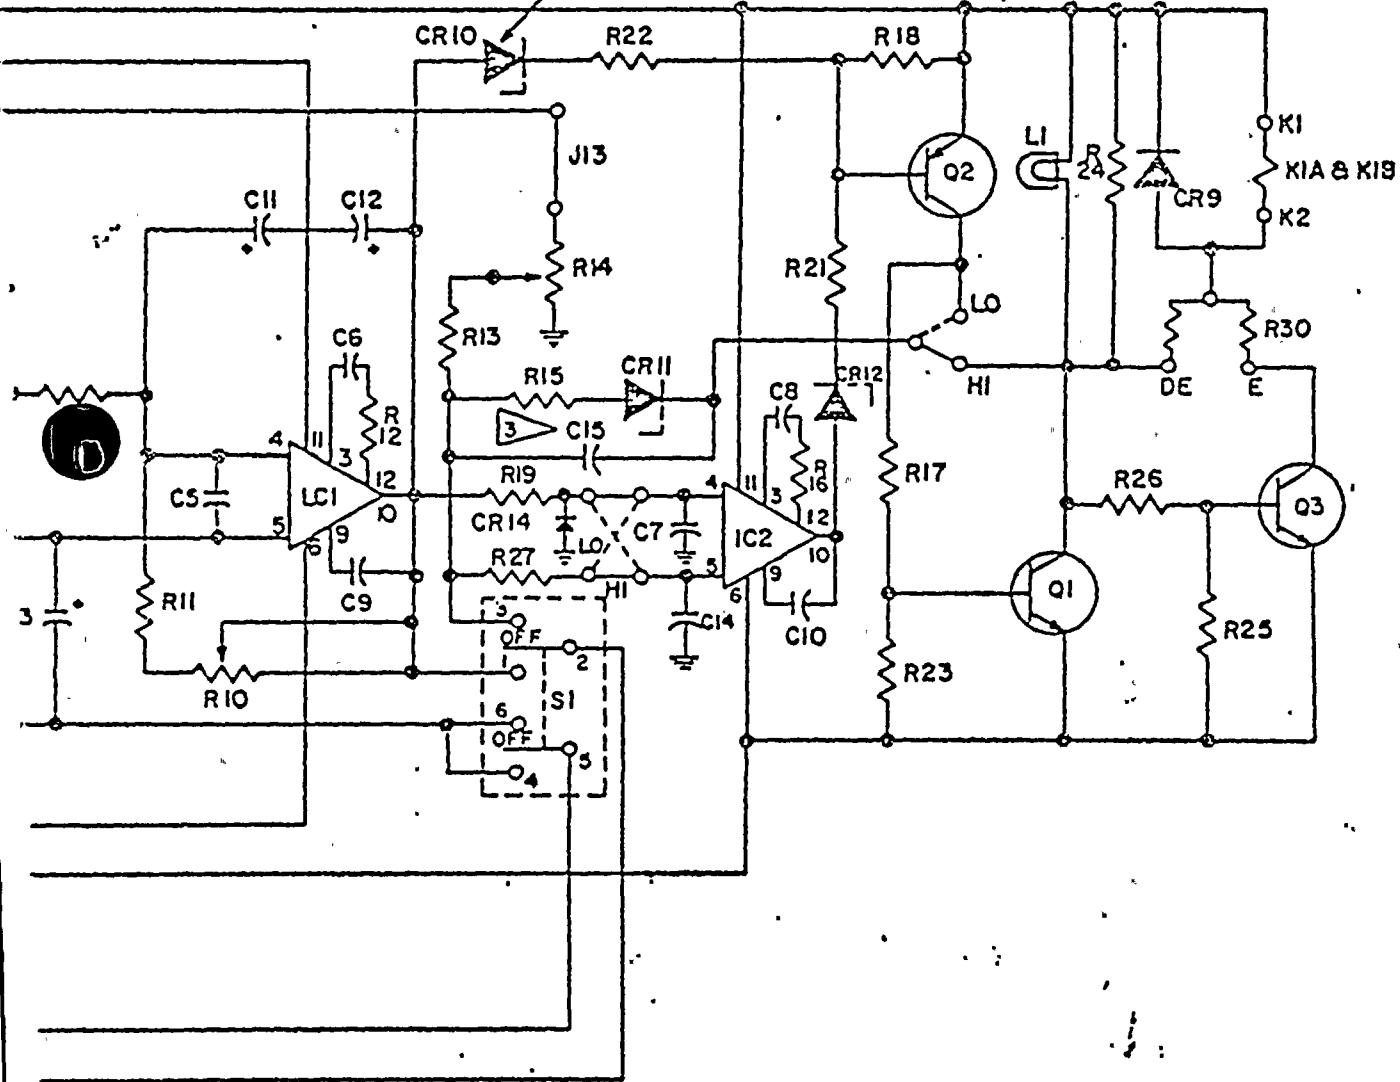 CR10
R22
R18
K1
J13
L1
R
24
Q2
K1A & K1B
CR9
K2
C11
C12
R14
R21
LO
R13
C6
R30
CR11
CR12
R15
HI
DE
E
C8
R
12
3
C15
4
11
3
12
R19
4
11
3
R
16
R17
R26
C5
LC1
10
CR14
C7
12
Q3
IC2
5
9
LO
10
6
R27
5
9
HI
6
Q1
C9
R11
3
C14
C10
3
OFF
R25
1
2
R23
R10
S1
6
OFF
5
4